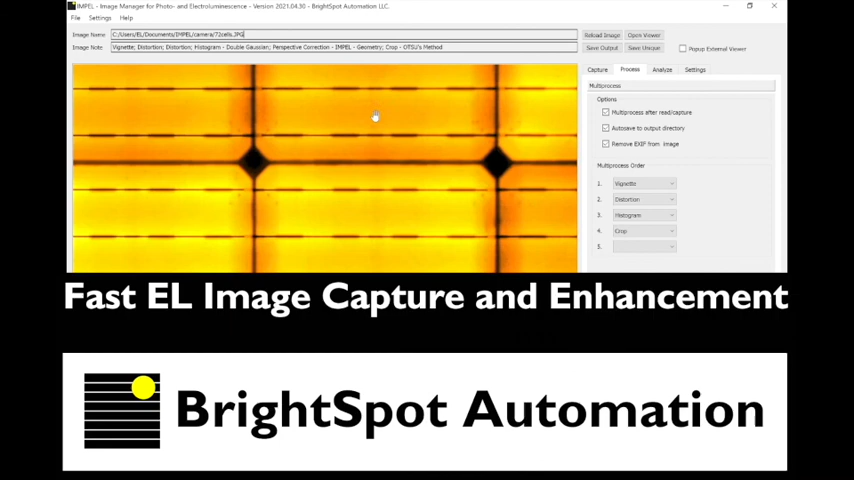 IMPEL - Image Manager for Photo- and Electroluminescence - Version 2021.04.30 - BrightSpot Automation LLC.
File Settings Help
Image Name C:/Users/EL/Documents/IMPEL/camera/72cells.JPG Reload Image Open Viewer
Image Note Vignette; Distortion; Distortion; Histogram - Double Gaussian; Perspective Correction - IMPEL - Geometry; Crop - OTSU's Method Save Output Save Unique Popup External Viewer
Capture Process Analyze Settings
Multiprocess
Options
Multiprocess after read/capture
Autosave to output directory
Remove EXIF from image
Multiprocess Order
1. Vignette
2. Distortion
3. Histogram
4. Crop
5.
Fast EL Image Capture and Enhancement
BrightSpot Automation